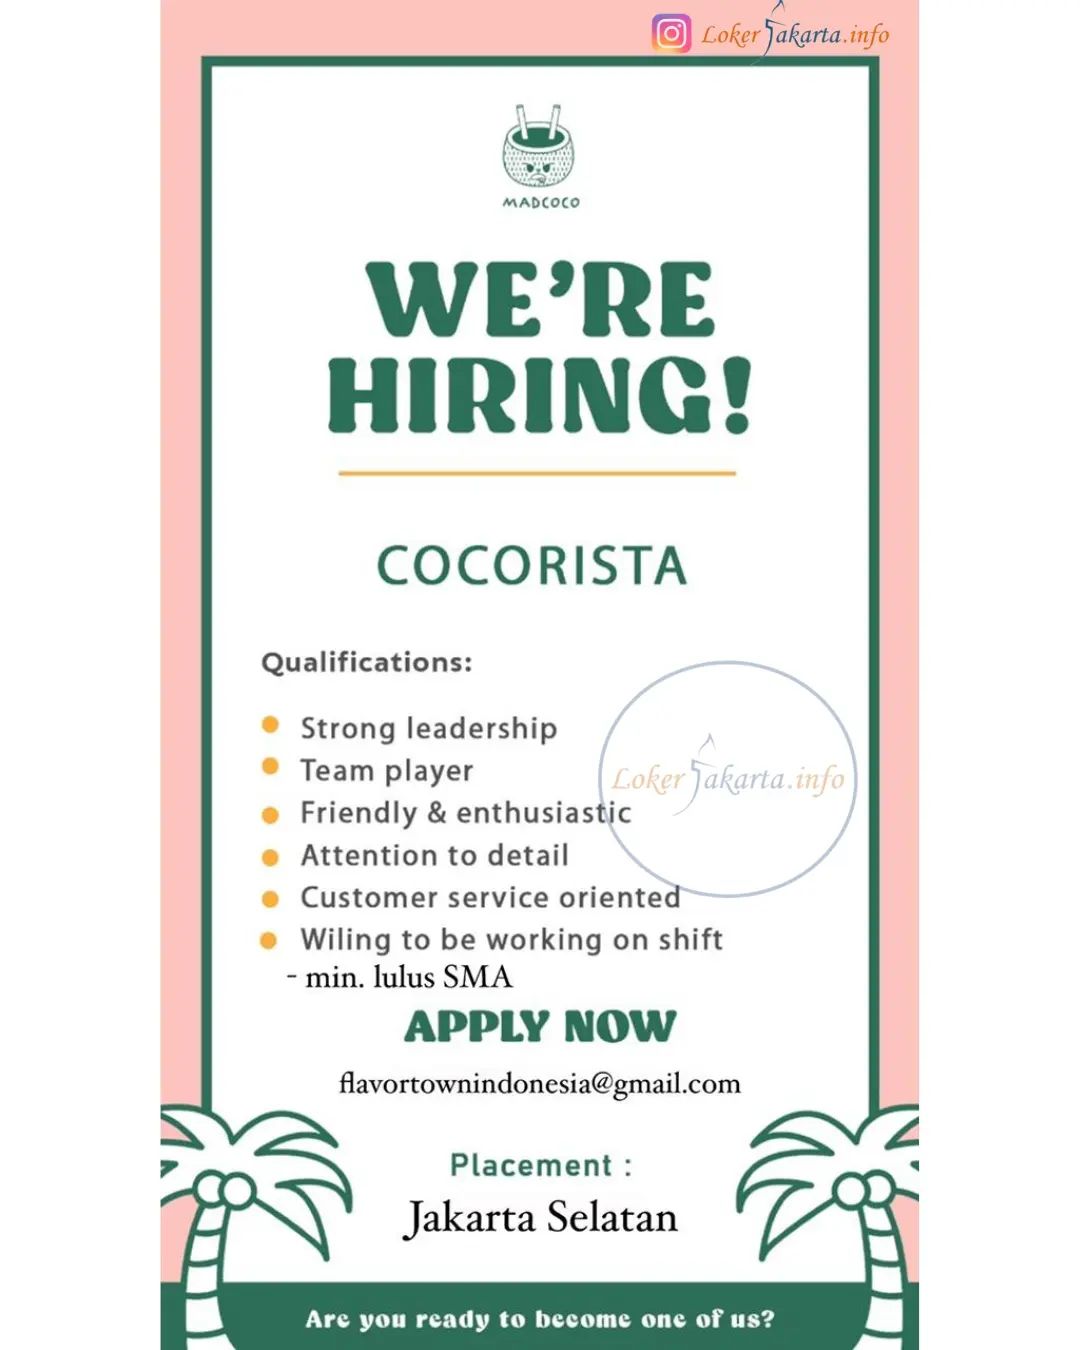 Loker Jakarta.info
MADCOCO
WE'RE
HIRING!
COCORISTA
Qualifications:
Strong leadership
Team player
Loker Jakarta.info
Friendly & enthusiastic
Attention to detail
Customer service oriented
Wiling to be working on shift
- min. lulus SMA
APPLY NOW
flavortownindonesia@gmail.com
Placement :
Jakarta Selatan
Are you ready to become one of us?